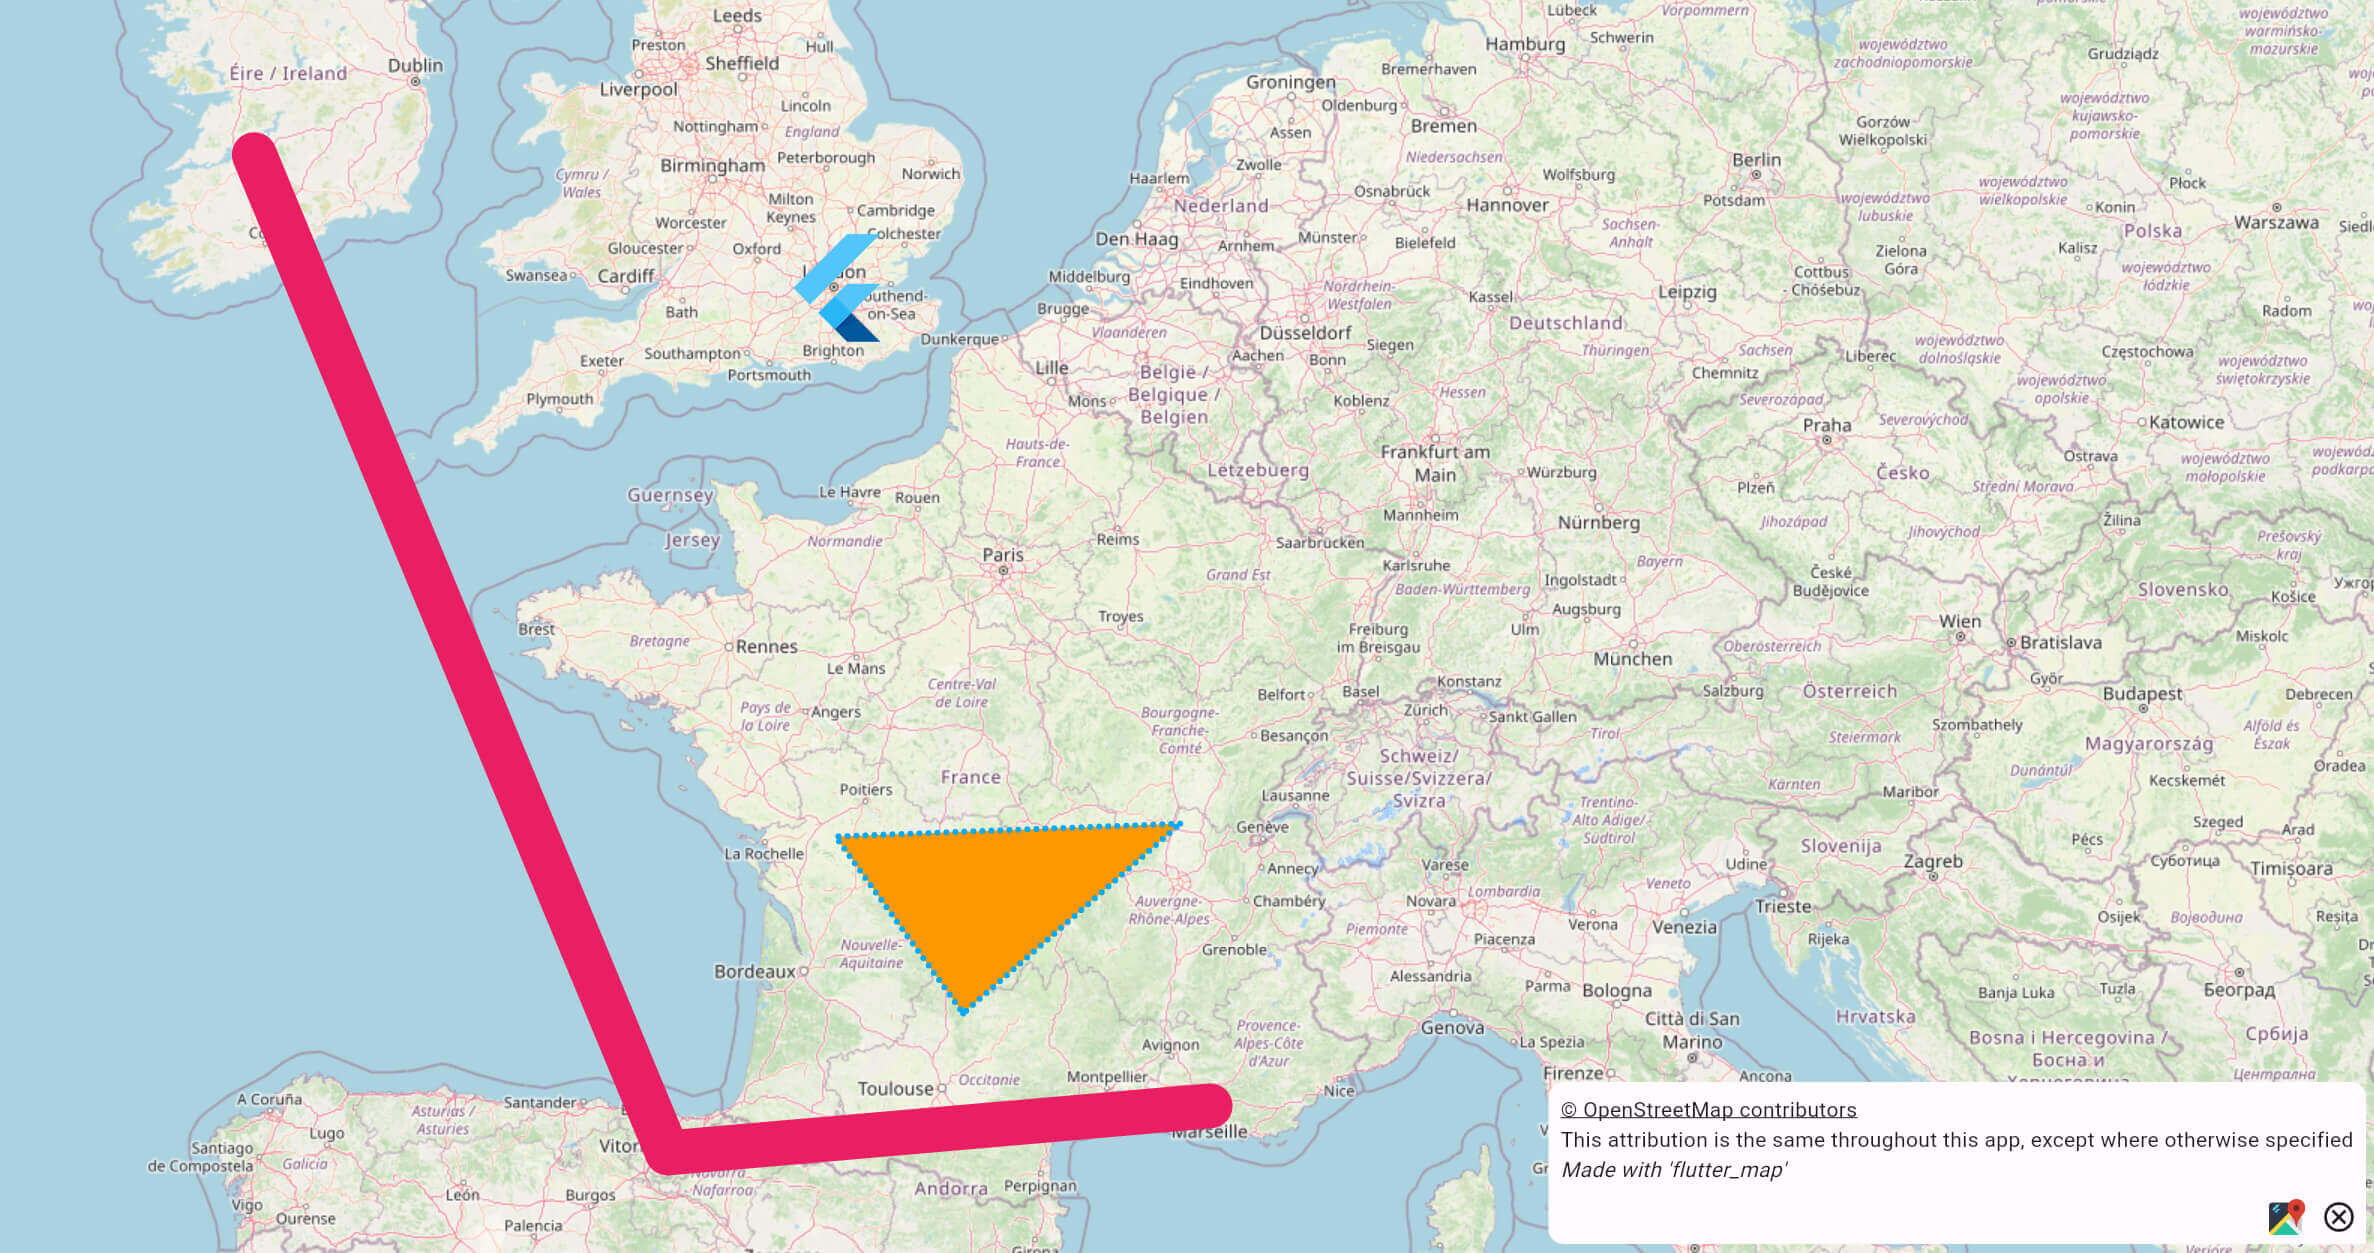 Leeds
Lübeck
Vorpommern
województwo
warmińsko-
mazurskie
Preston
Hull
Hamburg
Schwerin
województwo
zachodniopomorskie
Grudziądz
Dublin
Éire / Ireland
Sheffield
Liverpool
Bremerhaven
Groningen
Oldenburg
Lincoln
województwo
kujawsko-
pomorskie
Nottingham
England
Assen
Bremen
Gorzów
Wielkopolski
Birmingham
Peterborough
Zwolle
Niedersachsen
Berlin
Cymru /
Wales
Norwich
Haarlem
Osnabrück
Wolfsburg
Potsdam
Płock
województwo
wielkopolskie
województwo
lubuskie
Milton
Keynes
Worcester
Cambridge
Nederland
Hannover
Konin
Warszawa
Colchester
Gloucester
Oxford
Den Haag
Arnhem
Münster
Bielefeld
Sachsen-
Anhalt
Polska
Kalisz
Zielona
Góra
Swansea
Cardiff
Middelburg
Eindhoven
Nordrhein-
Westfalen
Kassel
Leipzig
Cottbus
- Chóśebuz
województwo
łódzkie
Bath
on-Sea
Brugge
Vlaanderen
Düsseldorf
Deutschland
Radom
Exeter
Southampton
Brighton
Dunkerque
Aachen
Bonn
Siegen
Thüringen
Sachsen
Liberec
województwo
dolnośląskie
Częstochowa
województwo
świętokrzyskie
Portsmouth
Lille
België /
Belgique /
Belgien
Chemnitz
województwo
opolskie
Plymouth
Mons
Koblenz
Hessen
Severozápad
Severovýchod
Praha
Katowice
Hauts-de-
France
Frankfurt am
Main
Lëtzebuerg
Würzburg
Česko
Ostrava
województwo
małopolskie
Plzeň
Střední Morava
Guernsey
Le Havre
Rouen
Mannheim
Nürnberg
Jihozápad
Jihovýchod
Žilina
Jersey
Normandie
Paris
Reims
Saarbrücken
Prešovský
kraj
Karlsruhe
Grand Est
Bayern
Ingolstadt
České
Budějovice
Baden-Württemberg
Slovensko
Košice
Augsburg
Troyes
Brest
Bretagne
Rennes
Freiburg
im Breisgau
Ulm
Wien
Bratislava
Miskolc
Oberösterreich
Le Mans
München
Centre-Val
de Loire
Konstanz
Belfort
Basel
Salzburg
Österreich
Győr
Budapest
Debrecen
Pays de
la Loire
Angers
Bourgogne-
Franche-
Comté
Zürich
Sankt Gallen
Besançon
Tirol
Steiermark
Szombathely
Alföld és
Észak
Magyarország
Schweiz/
Suisse/Svizzera/
Svizra
France
Poitiers
Lausanne
Kärnten
Dunántúl
Kecskemét
Oradea
Maribor
Trentino-
Alto Adige/
Südtirol
Genève
Szeged
Arad
Pécs
La Rochelle
Annecy
Varese
Udine
Slovenija
Zagreb
Суботица
Timișoara
Auvergne-
Rhône-Alpes
Chambéry
Novara
Lombardia
Veneto
Trieste
Osijek
Војводина
Reșița
Piemonte
Verona
Venezia
Piacenza
Rijeka
Nouvelle-
Aquitaine
Grenoble
Bordeaux
Alessandria
Parma
Bologna
Banja Luka
Tuzla
Београд
Provence-
Alpes-Côte
d'Azur
Genova
Città di San
Marino
Hrvatska
Bosna i Hercegovina /
Босна и
Србија
Avignon
La Spezia
Firenze
Ancona
Toulouse
Occitanie
Montpellier
Nice
A Coruña
Asturias /
Asturies
Santander
Lugo
Marseille
Santiago
de Compostela
Galicia
Nafarroa
Andorra
Perpignan
Vigo
León
Burgos
Ourense
Palencia
© OpenStreetMap contributors
This attribution is the same throughout this app, except where otherwise specified
Made with 'flutter_map'